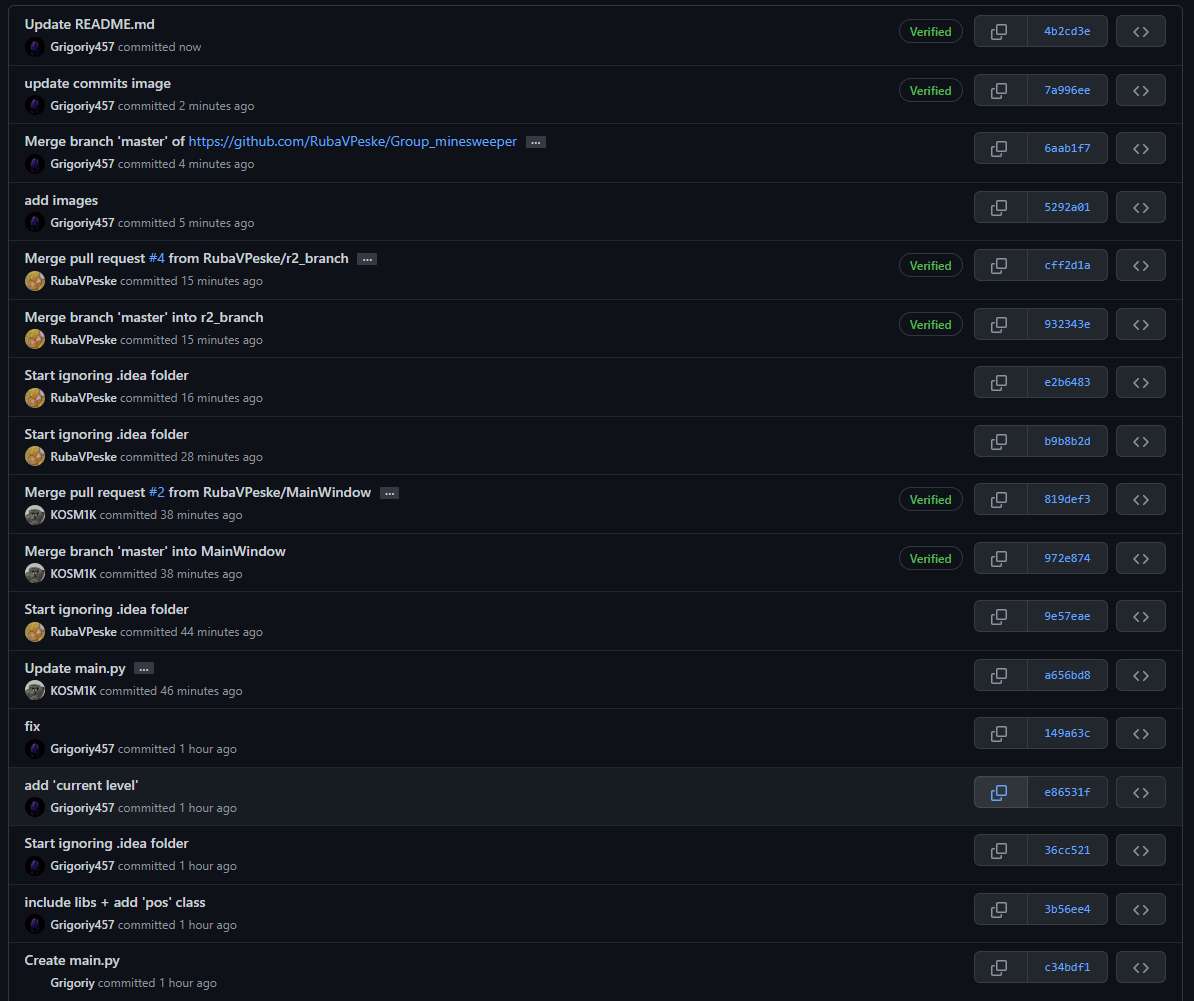 Update README.md
Verified
4b2cd3e
Grigoriy457 committed now
update commits image
Verified
7a996ee
Grigoriy457 committed 2 minutes ago
Merge branch 'master' of https://github.com/RubaVPeske/Group_minesweeper ...
6aab1f7
Grigoriy457 committed 4 minutes ago
add images
5292a01
Grigoriy457 committed 5 minutes ago
Merge pull request #4 from RubaVPeske/r2_branch ...
Verified
cff2d1a
RubaVPeske committed 15 minutes ago
Merge branch 'master' into r2_branch
Verified
932343e
RubaVPeske committed 15 minutes ago
Start ignoring .idea folder
e2b6483
RubaVPeske committed 16 minutes ago
Start ignoring .idea folder
b9b8b2d
RubaVPeske committed 28 minutes ago
Merge pull request #2 from RubaVPeske/MainWindow ...
Verified
819def3
KOSM1K committed 38 minutes ago
Merge branch 'master' into MainWindow
Verified
972e874
KOSM1K committed 38 minutes ago
Start ignoring .idea folder
9e57eae
RubaVPeske committed 44 minutes ago
Update main.py ...
a656bd8
KOSM1K committed 46 minutes ago
fix
149a63c
Grigoriy457 committed 1 hour ago
add 'current level'
e86531f
Grigoriy457 committed 1 hour ago
Start ignoring .idea folder
36cc521
Grigoriy457 committed 1 hour ago
include libs + add 'pos' class
3b56ee4
Grigoriy457 committed 1 hour ago
Create main.py
c34bdf1
Grigoriy committed 1 hour ago